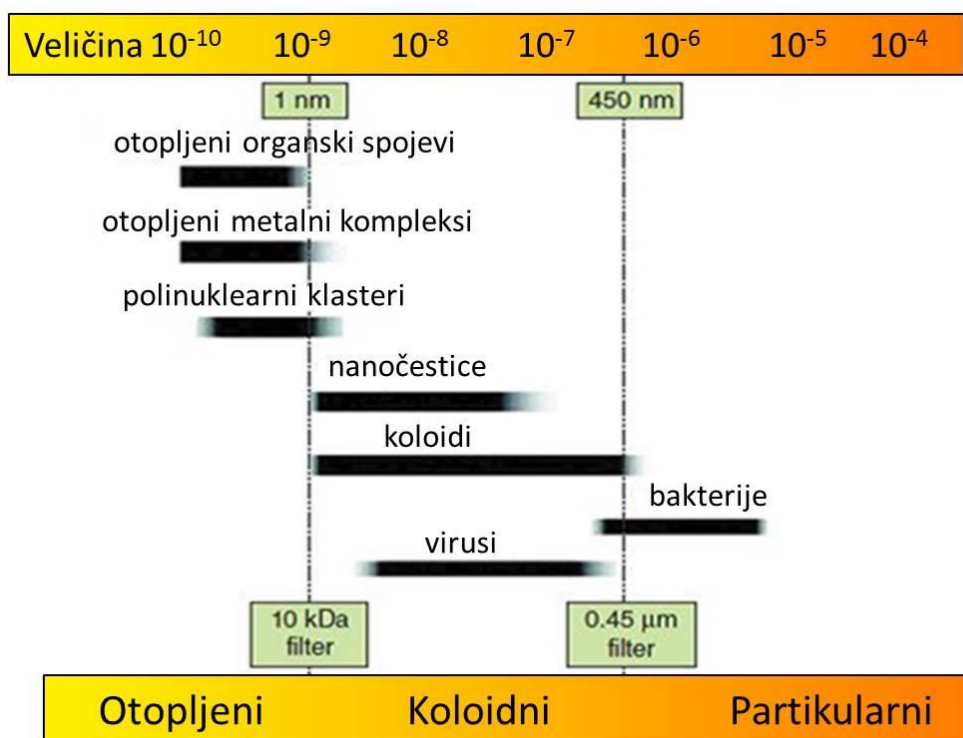 Veličina 10⁻¹⁰ 10⁻⁹ 10⁻⁸ 10⁻⁷ 10⁻⁶ 10⁻⁵ 10⁻⁴
1 nm 450 nm
otopljeni organski spojevi
otopljeni metalni kompleksi
polinuklearni klasteri
nanočestice
koloidi
bakterije
virusi
10 kDa
filter
0.45 µm
filter
Otopljeni Koloidni Partikularni